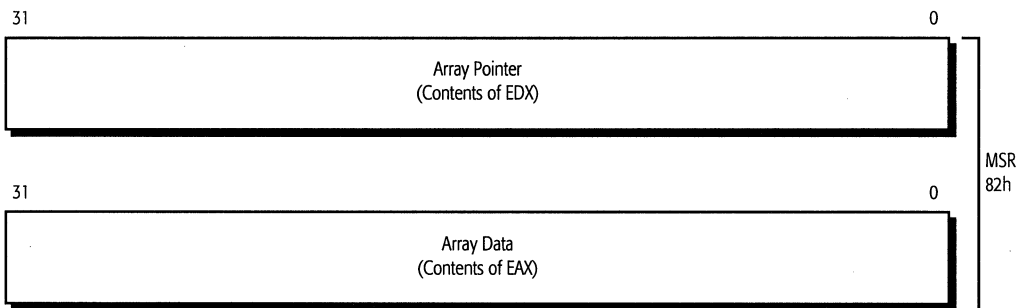 31 0
Array Pointer
(Contents of EDX)
MSR
82h
31 0
Array Data
(Contents of EAX)